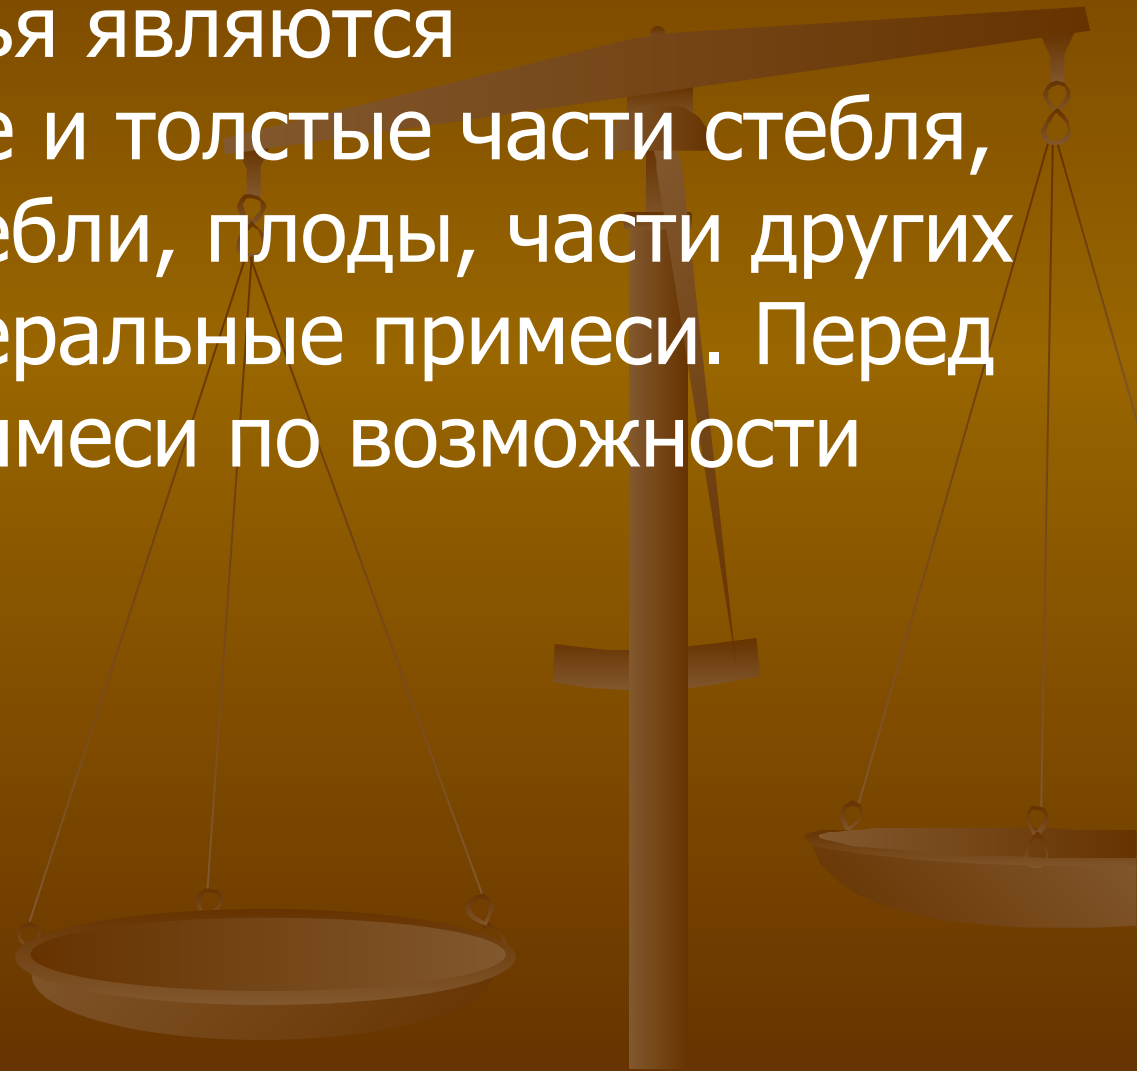 ья являются
е и толстые части стебля,
ебли, плоды, части других
еральные примеси. Перед
имеси по возможности